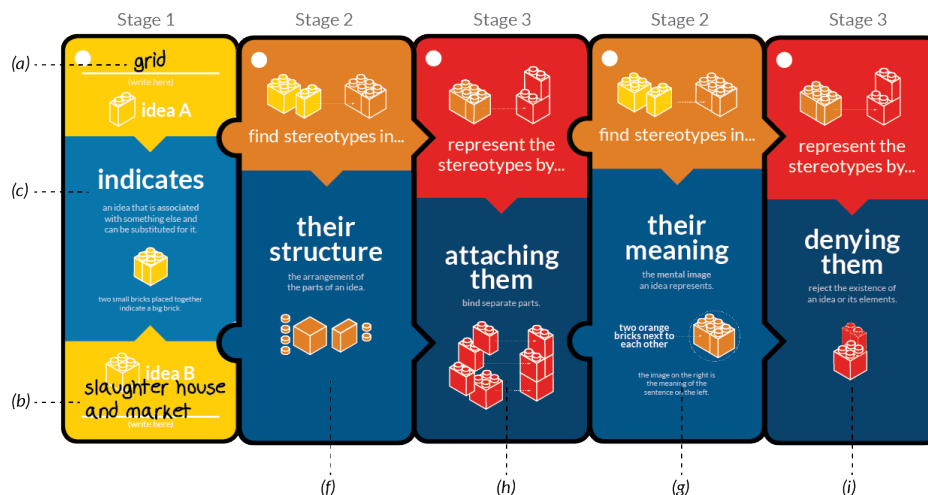 Stage 1
Stage 2
Stage 3
Stage 2
Stage 3
(a)
grid
(write here)
idea A
(c)
indicates
an idea that is associated
with something else and
can be substituted for it.
two small bricks placed together
indicate a big brick.
idea B
(b)
slaughter house
and market
(write here)
find stereotypes in...
their
structure
the arrangement of
the parts of an idea.
(f)
represent the
stereotypes by...
attaching
them
bind separate parts.
(h)
find stereotypes in...
their
meaning
the mental image
an idea represents.
two orange
bricks next to
each other
the image on the right is
the meaning of the
sentence on the left.
(g)
represent the
stereotypes by...
denying
them
reject the existence of
an idea or its elements.
(i)